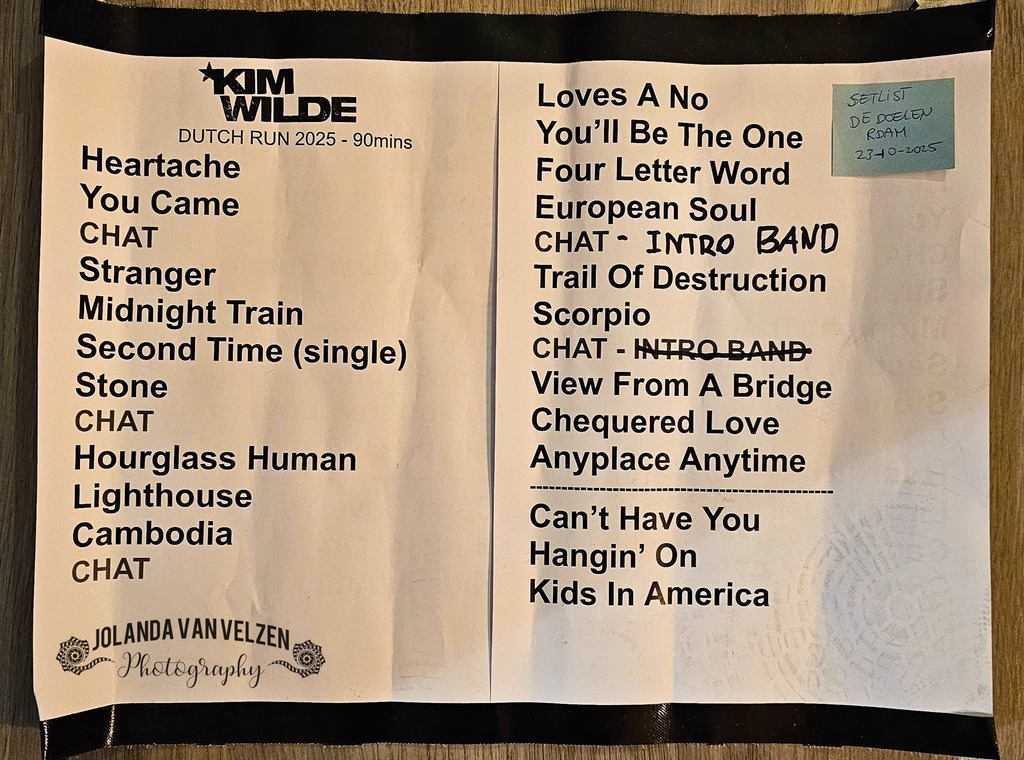 KIM
WILDE
DUTCH RUN 2025 - 90mins
Heartache
You Came
CHAT
Stranger
Midnight Train
Second Time (single)
Stone
CHAT
Hourglass Human
Lighthouse
Cambodia
CHAT
JOLANDA VAN VELZEN
Photography
Loves A No
You'll Be The One
Four Letter Word
European Soul
CHAT - INTRO BAND
Trail Of Destruction
Scorpio
CHAT - INTRO BAND
View From A Bridge
Chequered Love
Anyplace Anytime
--------------------------------------------------
Can't Have You
Hangin' On
Kids In America
SETLIST
DE DOELEN
RDAM
23-10-2025